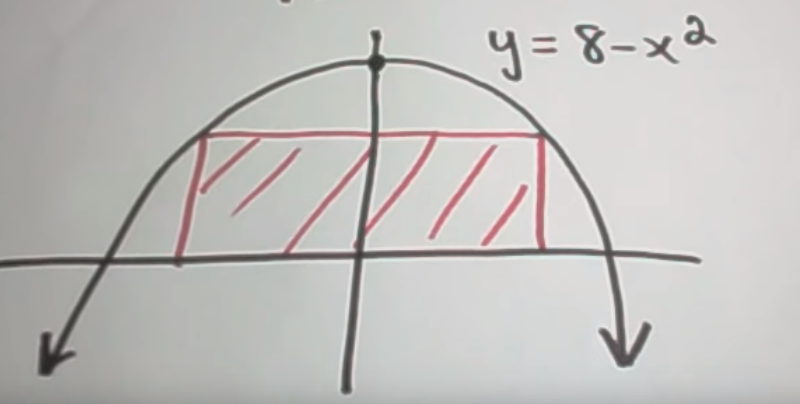 y = 8 - x²